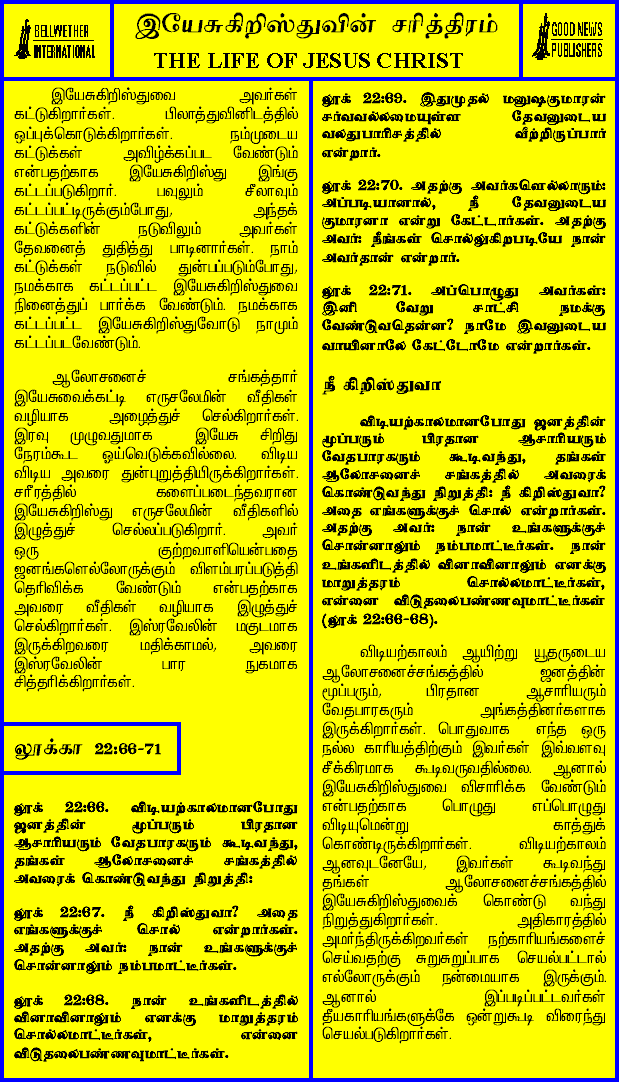 BELLWETHER
INTERNATIONAL
இயேசுகிறிஸ்துவின் சரித்திரம்
THE LIFE OF JESUS CHRIST
GOOD NEWS
PUBLISHERS
இயேசுகிறிஸ்துவை அவர்கள்
கட்டுகிறார்கள். பிலாத்துவினிடத்தில்
ஒப்புக்கொடுக்கிறார்கள். நம்முடைய
கட்டுக்கள் அவிழ்க்கப்பட வேண்டும்
என்பதற்காக இயேசுகிறிஸ்து இங்கு
கட்டப்படுகிறார். பவுலும் சீலாவும்
கட்டப்பட்டிருக்கும்போது, அந்தக்
கட்டுக்களின் நடுவிலும் அவர்கள்
தேவனைத் துதித்து பாடினார்கள். நாம்
கட்டுக்கள் நடுவில் துன்பப்படும்போது,
நமக்காக கட்டப்பட்ட இயேசுகிறிஸ்துவை
நினைத்துப் பார்க்க வேண்டும். நமக்காக
கட்டப்பட்ட இயேசுகிறிஸ்துவோடு நாமும்
கட்டப்படவேண்டும்.
ஆலோசனைச் சங்கத்தார்
இயேசுவைக்கட்டி எருசலேமின் வீதிகள்
வழியாக அழைத்துச் செல்கிறார்கள்.
இரவு முழுவதுமாக இயேசு சிறிது
நேரம்கூட ஓய்வெடுக்கவில்லை. விடிய
விடிய அவரை துன்புறுத்தியிருக்கிறார்கள்.
சரீரத்தில் களைப்படைந்தவரான
இயேசுகிறிஸ்து எருசலேமின் வீதிகளில்
இழுத்துச் செல்லப்படுகிறார். அவர்
ஒரு குற்றவாளியென்பதை
ஜனங்களெல்லோருக்கும் விளம்பரப்படுத்தி
தெரிவிக்க வேண்டும் என்பதற்காக
அவரை வீதிகள் வழியாக இழுத்துச்
செல்கிறார்கள். இஸ்ரவேலின் மகுடமாக
இருக்கிறவரை மதிக்காமல், அவரை
இஸ்ரவேலின் பார நுகமாக
சித்தரிக்கிறார்கள்.
லூக்கா 22:66-71
லூக் 22:66. விடியற்காலமானபோது
ஜனத்தின் மூப்பரும் பிரதான
ஆசாரியரும் வேதபாரகரும் கூடிவந்து,
தங்கள் ஆலோசனைச் சங்கத்தில்
அவரைக் கொண்டுவந்து நிறுத்தி:
லூக் 22:67. நீ கிறிஸ்துவா? அதை
எங்களுக்குச் சொல் என்றார்கள்.
அதற்கு அவர்: நான் உங்களுக்குச்
சொன்னாலும் நம்பமாட்டீர்கள்.
லூக் 22:68. நான் உங்களிடத்தில்
வினாவினாலும் எனக்கு மாறுத்தரம்
சொல்லமாட்டீர்கள், என்னை
விடுதலைபண்ணவுமாட்டீர்கள்.
லூக் 22:69. இதுமுதல் மனுஷகுமாரன்
சர்வவல்லமையுள்ள தேவனுடைய
வலதுபாரிசத்தில் வீற்றிருப்பார்
என்றார்.
லூக் 22:70. அதற்கு அவர்களெல்லாரும்:
அப்படியானால், நீ தேவனுடைய
குமாரனா என்று கேட்டார்கள். அதற்கு
அவர்: நீங்கள் சொல்லுகிறபடியே நான்
அவர்தான் என்றார்.
லூக் 22:71. அப்பொழுது அவர்கள்:
இனி வேறு சாட்சி நமக்கு
வேண்டுவதென்ன? நாமே இவனுடைய
வாயினாலே கேட்டோமே என்றார்கள்.
நீ கிறிஸ்துவா
விடியற்காலமானபோது ஜனத்தின்
மூப்பரும் பிரதான ஆசாரியரும்
வேதபாரகரும் கூடிவந்து, தங்கள்
ஆலோசனைச் சங்கத்தில் அவரைக்
கொண்டுவந்து நிறுத்தி: நீ கிறிஸ்துவா?
அதை எங்களுக்குச் சொல் என்றார்கள்.
அதற்கு அவர்: நான் உங்களுக்குச்
சொன்னாலும் நம்பமாட்டீர்கள். நான்
உங்களிடத்தில் வினாவினாலும் எனக்கு
மாறுத்தரம் சொல்லமாட்டீர்கள்,
என்னை விடுதலைபண்ணவுமாட்டீர்கள்
(லூக் 22:66-68).
விடியற்காலம் ஆயிற்று யூதருடைய
ஆலோசனைச்சங்கத்தில் ஜனத்தின்
மூப்பரும், பிரதான ஆசாரியரும்
வேதபாரகரும் அங்கத்தினர்களாக
இருக்கிறார்கள். பொதுவாக எந்த ஒரு
நல்ல காரியத்திற்கும் இவர்கள் இவ்வளவு
சீக்கிரமாக கூடிவருவதில்லை. ஆனால்
இயேசுகிறிஸ்துவை விசாரிக்க வேண்டும்
என்பதற்காக பொழுது எப்பொழுது
விடியுமென்று காத்துக்
கொண்டிருக்கிறார்கள். விடியற்காலம்
ஆனவுடனேயே, இவர்கள் கூடிவந்து
தங்கள் ஆலோசனைச்சங்கத்தில்
இயேசுகிறிஸ்துவைக் கொண்டு வந்து
நிறுத்துகிறார்கள். அதிகாரத்தில்
அமர்ந்திருக்கிறவர்கள் நற்காரியங்களைச்
செய்வதற்கு சுறுசுறுப்பாக செயல்பட்டால்
எல்லோருக்கும் நன்மையாக இருக்கும்.
ஆனால் இப்படிப்பட்டவர்கள்
தீயகாரியங்களுக்கே ஒன்றுகூடி விரைந்து
செயல்படுகிறார்கள்.